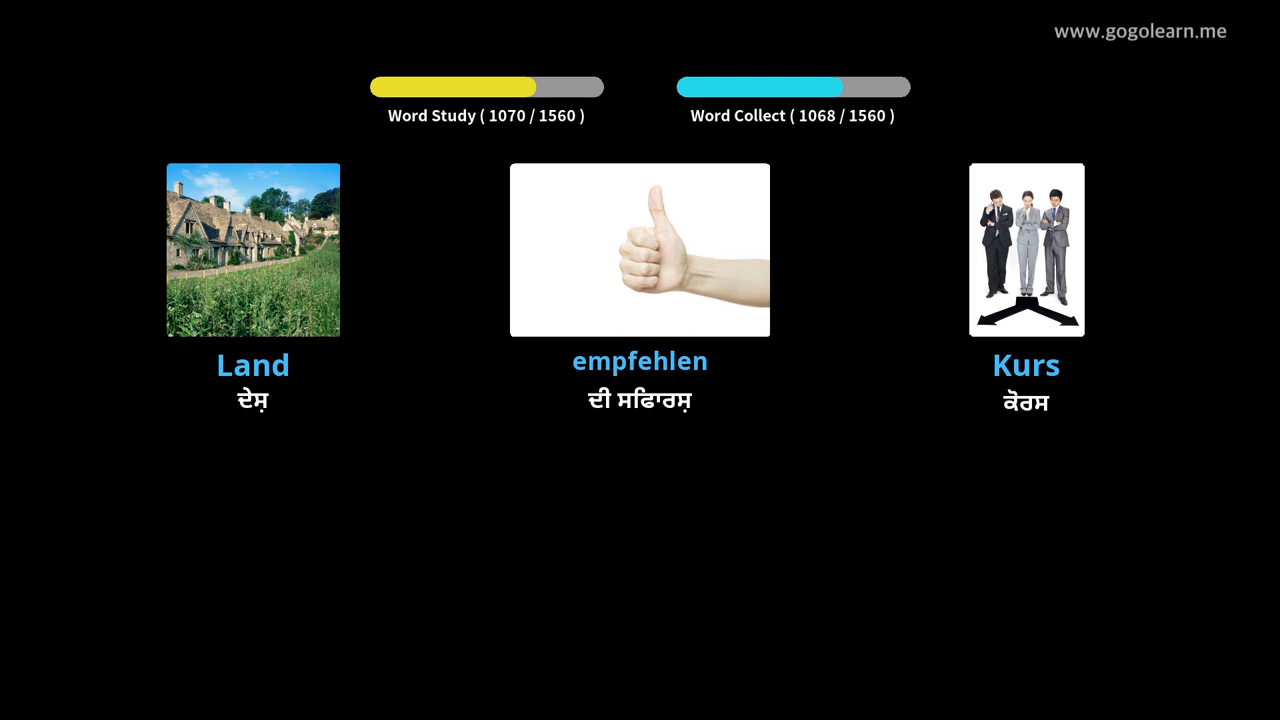 www.gogolearn.me
Word Study ( 1070 / 1560 )
Word Collect ( 1068 / 1560 )
Land
empfehlen
Kurs
ਦੇਸ਼
ਦੀ ਸਿਫਾਰਸ਼
ਕੋਰਸ